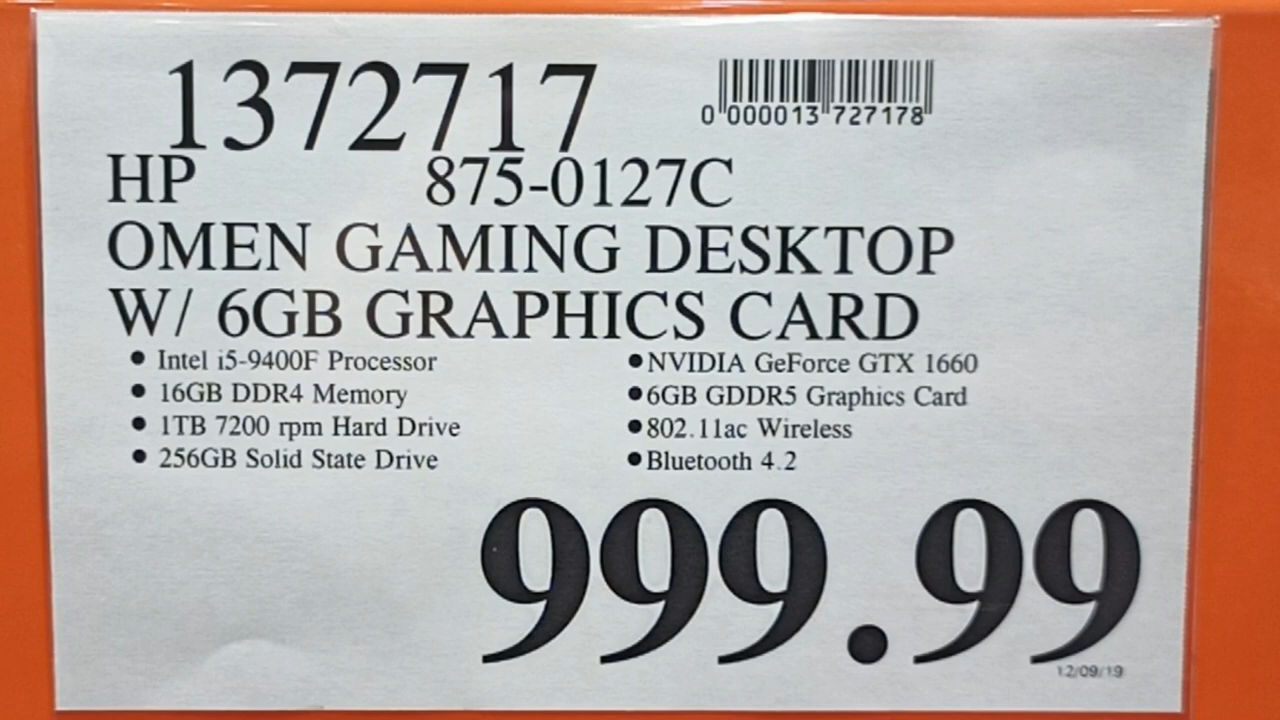 1372717
0 000013 727178
HP 875-0127C
OMEN GAMING DESKTOP
W/ 6GB GRAPHICS CARD
• Intel i5-9400F Processor
• 16GB DDR4 Memory
• 1TB 7200 rpm Hard Drive
• 256GB Solid State Drive
• NVIDIA GeForce GTX 1660
• 6GB GDDR5 Graphics Card
• 802.11ac Wireless
• Bluetooth 4.2
999.99
12/09/19